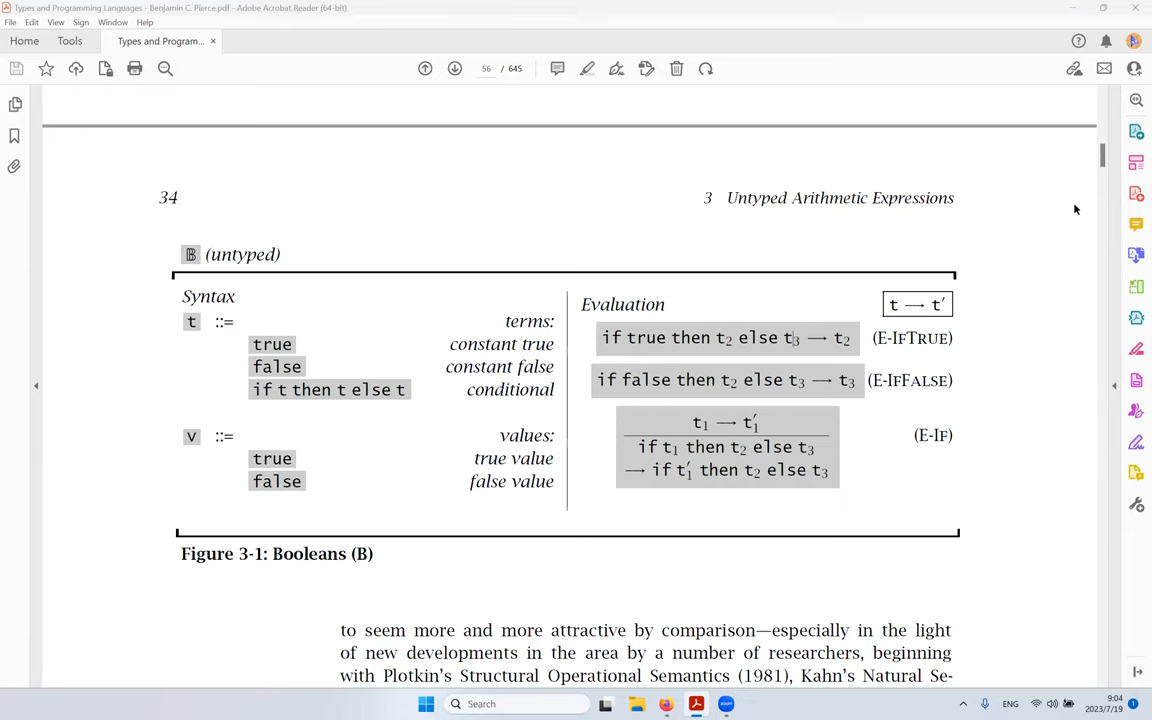 Types and Programming Languages - Benjamin C. Pierce.pdf - Adobe Acrobat Reader (64-bit)
File Edit View Sign Window Help
Home Tools Types and Program... ×
56 / 645
34 3 Untyped Arithmetic Expressions
𝔹 (untyped)
Syntax
t ::= terms:
true constant true
false constant false
if t then t else t conditional
v ::= values:
true true value
false false value
Evaluation t → t′
if true then t₂ else t₃ → t₂ (E-IFTRUE)
if false then t₂ else t₃ → t₃ (E-IFFALSE)
t₁ → t₁′
if t₁ then t₂ else t₃ (E-IF)
→ if t₁′ then t₂ else t₃
Figure 3-1: Booleans (B)
to seem more and more attractive by comparison—especially in the light
of new developments in the area by a number of researchers, beginning
with Plotkin's Structural Operational Semantics (1981), Kahn's Natural Se-
Search
zoom
ENG
9:04
2023/7/19
1